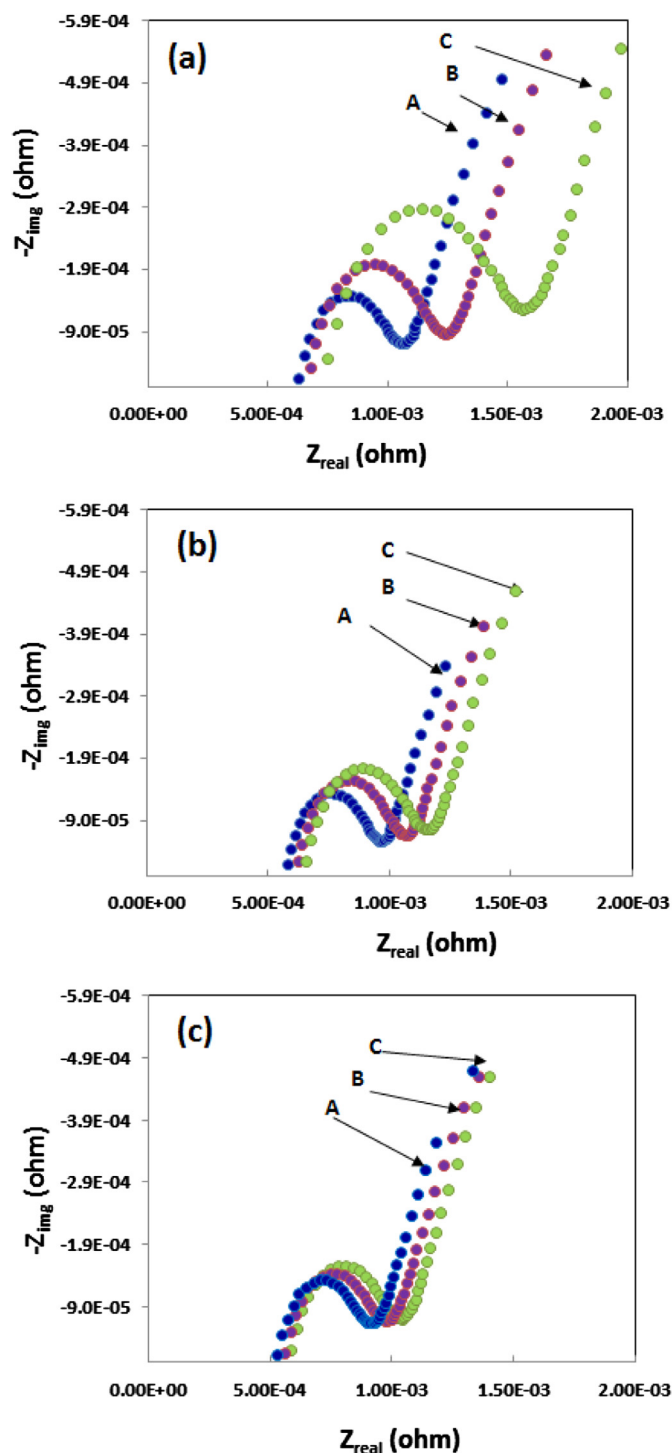 -5.9E-04
(a)
C
-4.9E-04
B
A
-3.9E-04
-2.9E-04
-1.9E-04
-9.0E-05
-Zimg (ohm)
0.00E+00 5.00E-04 1.00E-03 1.50E-03 2.00E-03
Zreal (ohm)
-5.9E-04
(b)
C
-4.9E-04
B
A
-3.9E-04
-2.9E-04
-1.9E-04
-9.0E-05
-Zimg (ohm)
0.00E+00 5.00E-04 1.00E-03 1.50E-03 2.00E-03
Zreal (ohm)
-5.9E-04
(c)
C
-4.9E-04
B
A
-3.9E-04
-2.9E-04
-1.9E-04
-9.0E-05
-Zimg (ohm)
0.00E+00 5.00E-04 1.00E-03 1.50E-03 2.00E-03
Zreal (ohm)